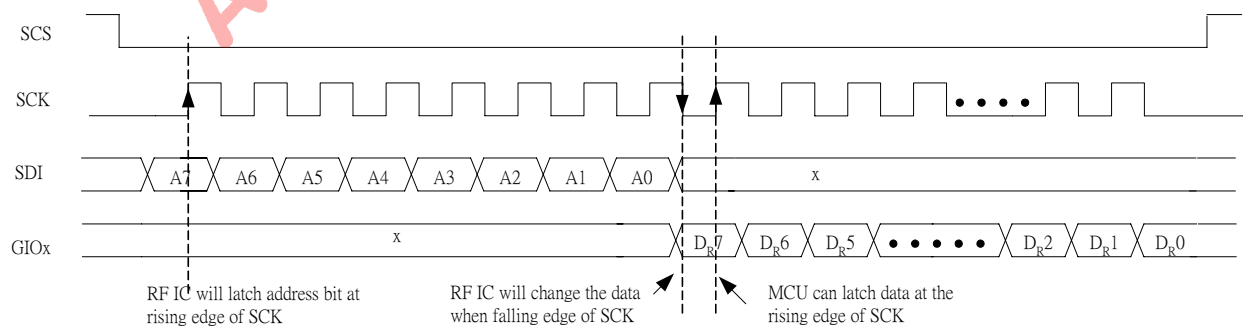 SCS
SCK
SDI
A7 A6 A5 A4 A3 A2 A1 A0 x
GIOx
x DR7 DR6 DR5 DR2 DR1 DR0
RF IC will latch address bit at
rising edge of SCK
RF IC will change the data
when falling edge of SCK
MCU can latch data at the
rising edge of SCK